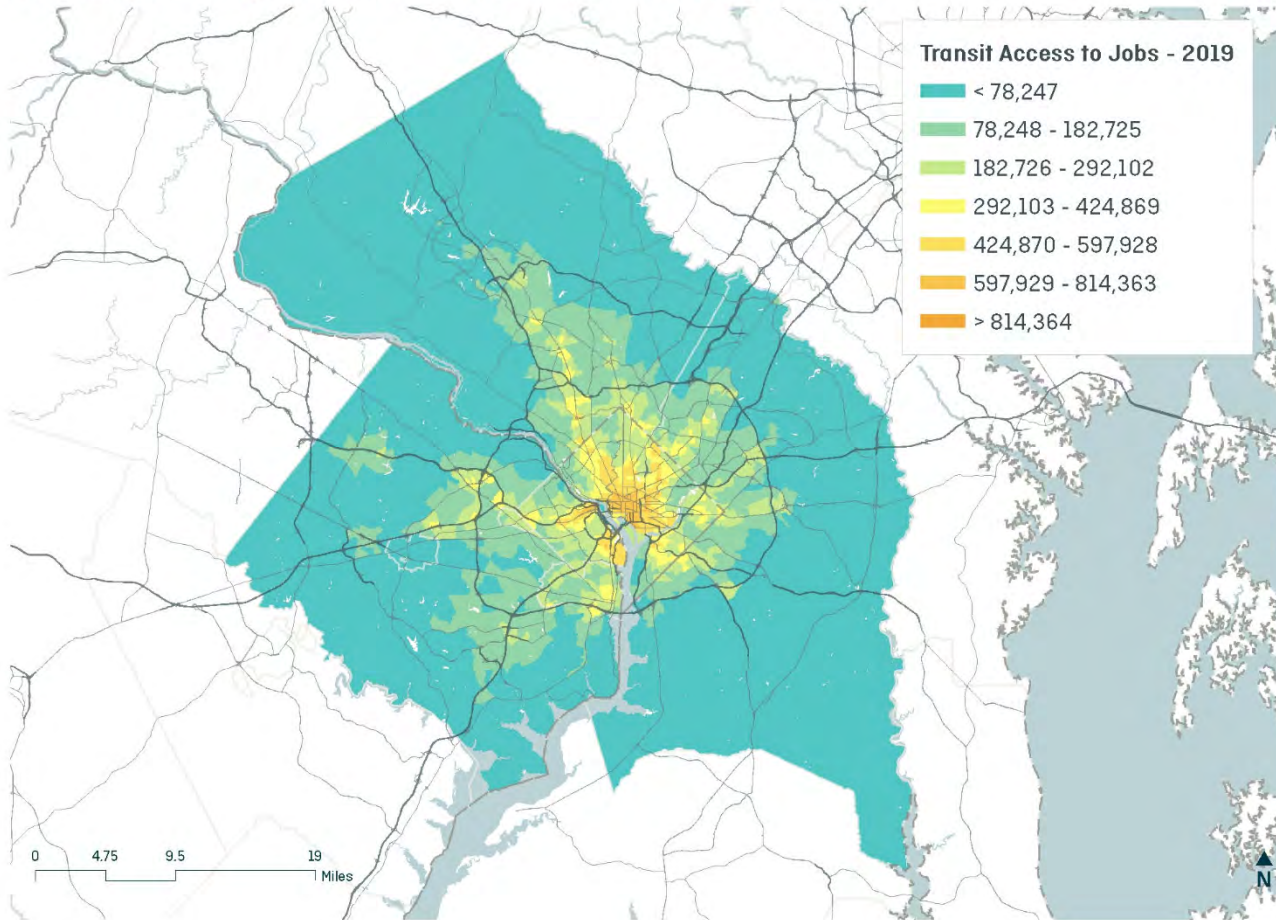 Transit Access to Jobs - 2019
< 78,247
78,248 - 182,725
182,726 - 292,102
292,103 - 424,869
424,870 - 597,928
597,929 - 814,363
> 814,364
0 4.75 9.5 19
Miles
N